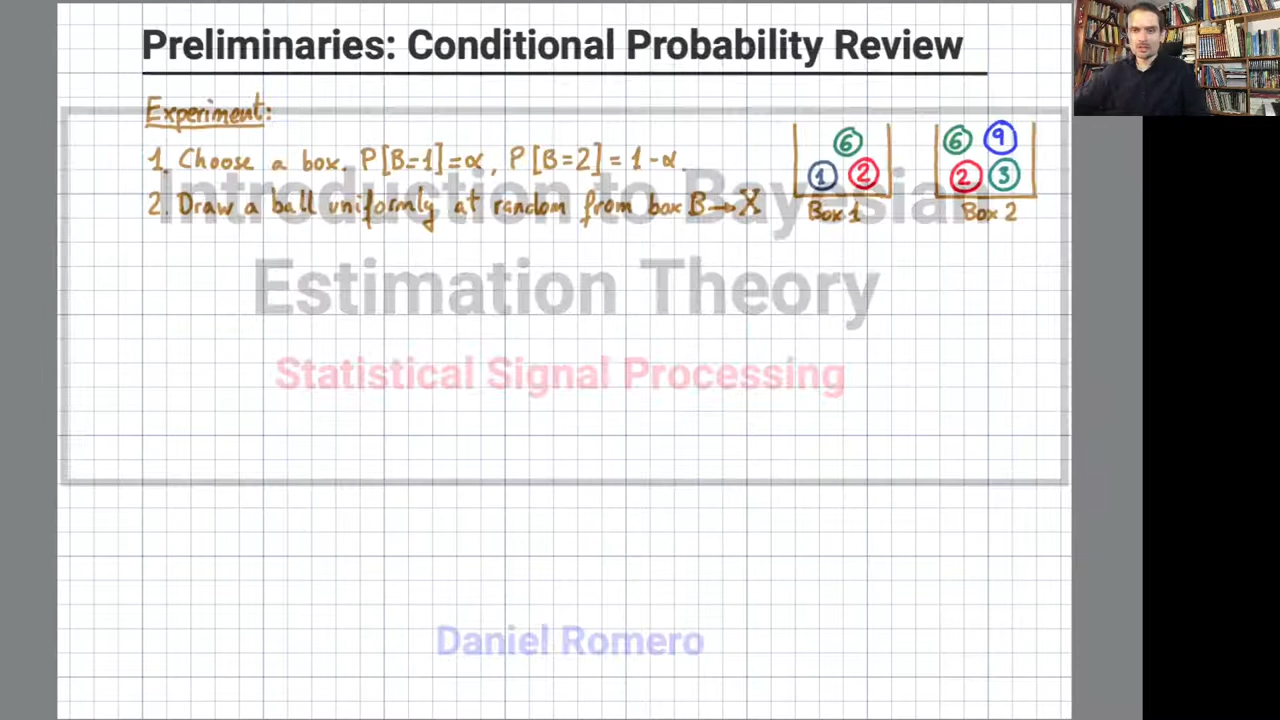 Preliminaries: Conditional Probability Review
Experiment:
1. Choose a box. P[B=1]=α, P[B=2]=1-α
2. Draw a ball uniformly at random from box B→X
6
1 2
Box 1
6 9
2 3
Box 2
Introduction to Bayesian
Estimation Theory
Statistical Signal Processing
Daniel Romero